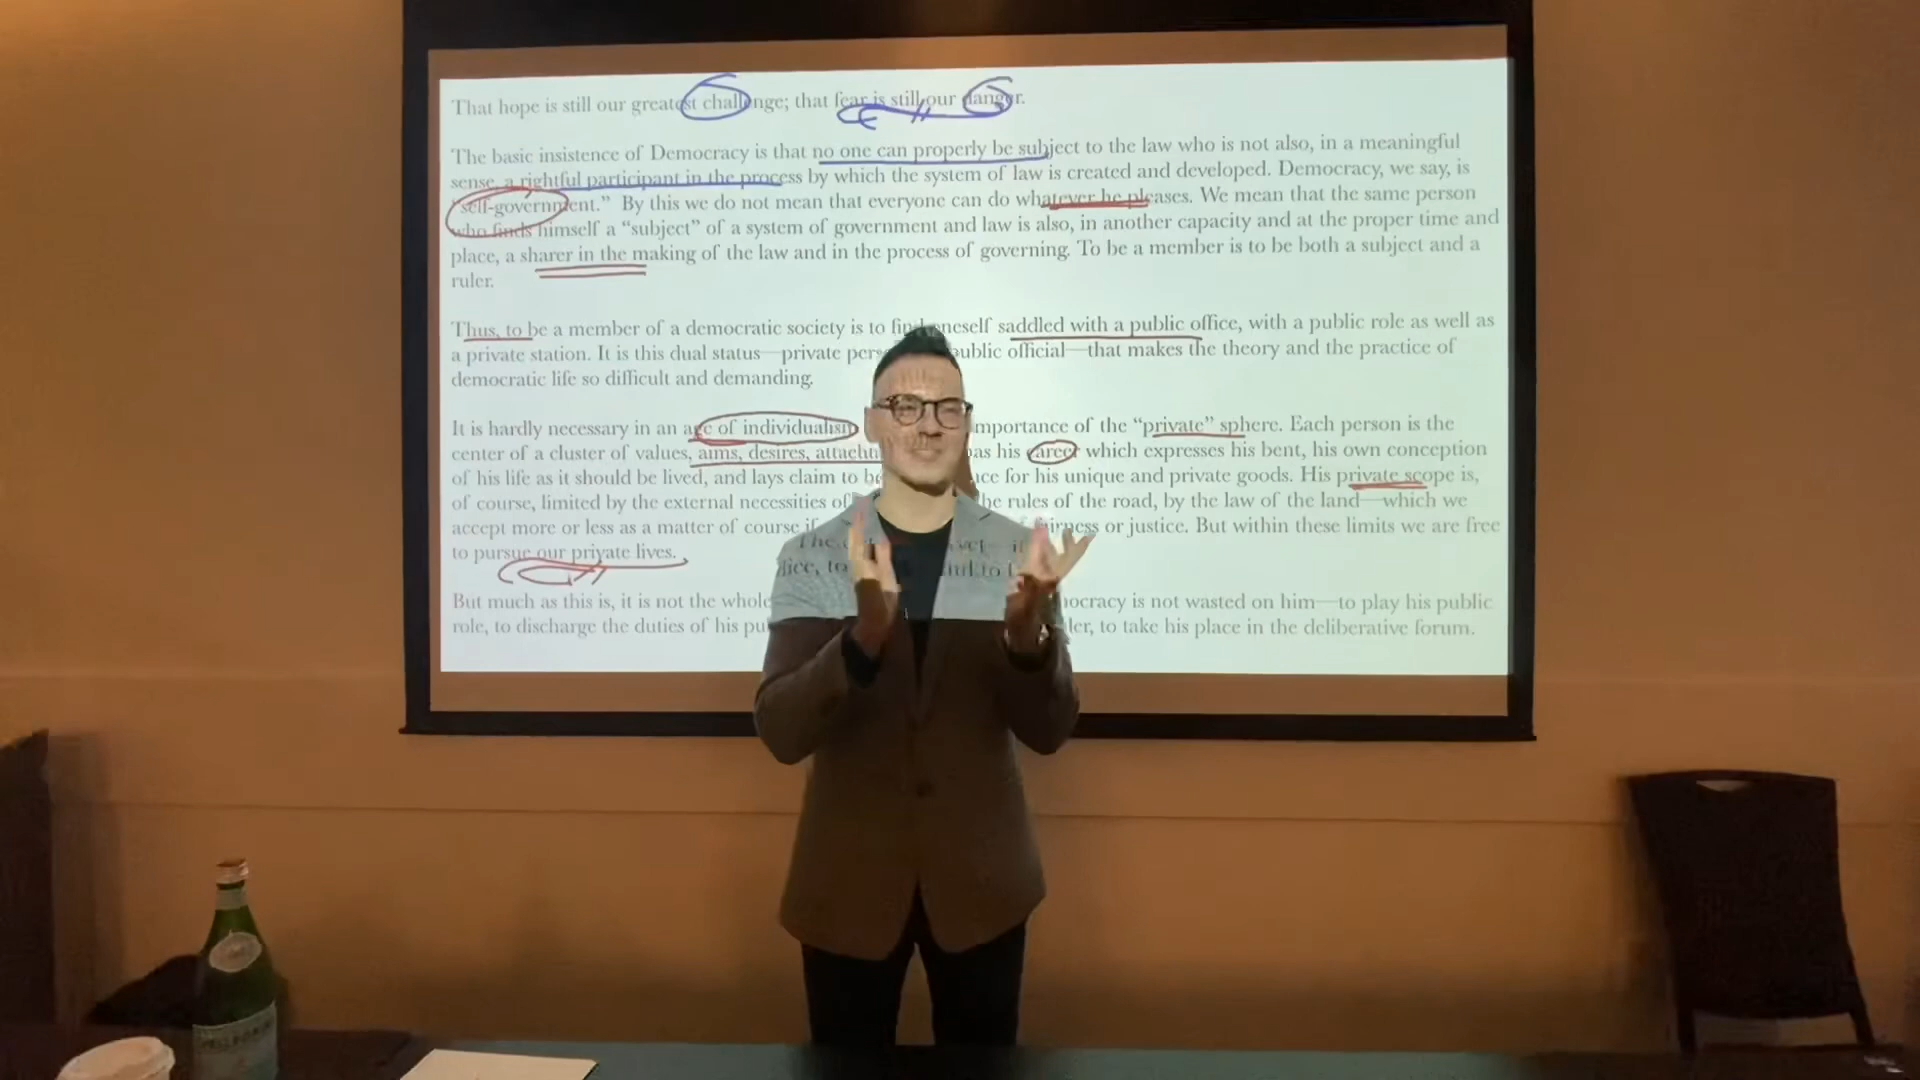 That hope is still our greatest challenge; that fear is still our danger.
The basic insistence of Democracy is that no one can properly be subject to the law who is not also, in a meaningful
sense, a rightful participant in the process by which the system of law is created and developed. Democracy, we say, is
“self-government.” By this we do not mean that everyone can do whatever he pleases. We mean that the same person
who finds himself a “subject” of a system of government and law is also, in another capacity and at the proper time and
place, a sharer in the making of the law and in the process of governing. To be a member is to be both a subject and a
ruler.
Thus, to be a member of a democratic society is to find oneself saddled with a public office, with a public role as well as
a private station. It is this dual status—private public official—that makes the theory and the practice of
democratic life so difficult and demanding.
It is hardly necessary in an age of individualism importance of the “private” sphere. Each person is the
center of a cluster of values, aims, desires, as his career which expresses his bent, his own conception
of his life as it should be lived, and lays claim to for his unique and private goods. His private scope is,
of course, limited by the external necessities of the rules of the road, by the law of the land—which we
accept more or less as a matter of course if fairness or justice. But within these limits we are free
to pursue our private lives.
But much as this is, it is not the whole democracy is not wasted on him—to play his public
role, to discharge the duties of his to take his place in the deliberative forum.